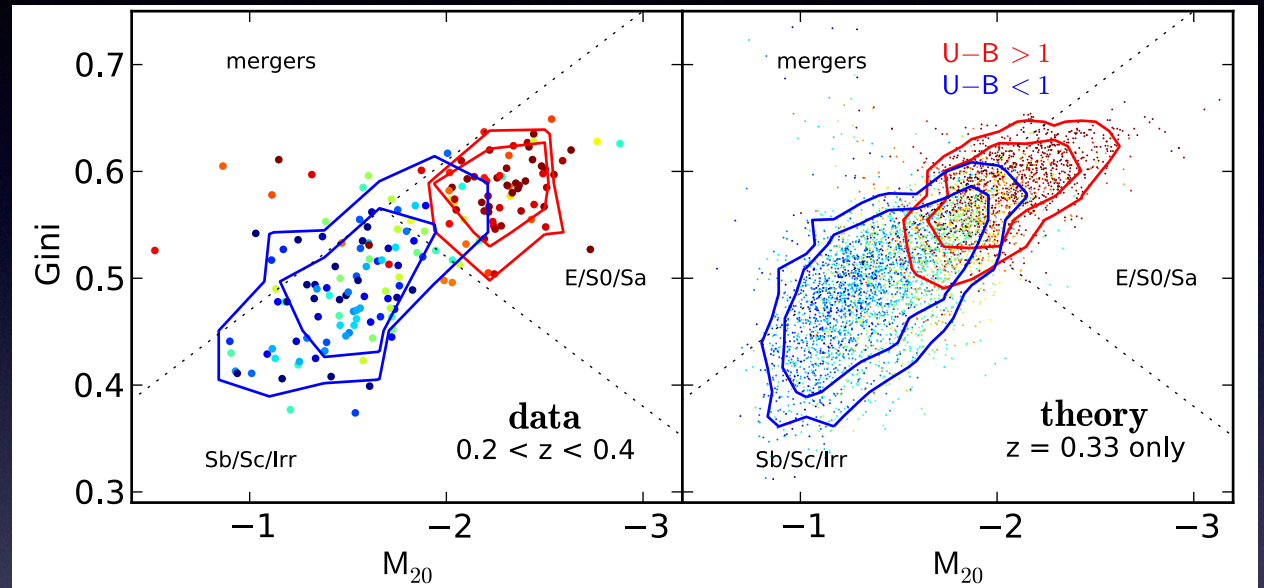 mergers
E/S0/Sa
Sb/Sc/Irr
data
0.2 < z < 0.4
Gini
0.7
0.6
0.5
0.4
0.3
−1
−2
−3
M20
mergers
U−B > 1
U−B < 1
E/S0/Sa
Sb/Sc/Irr
theory
z = 0.33 only
−1
−2
−3
M20